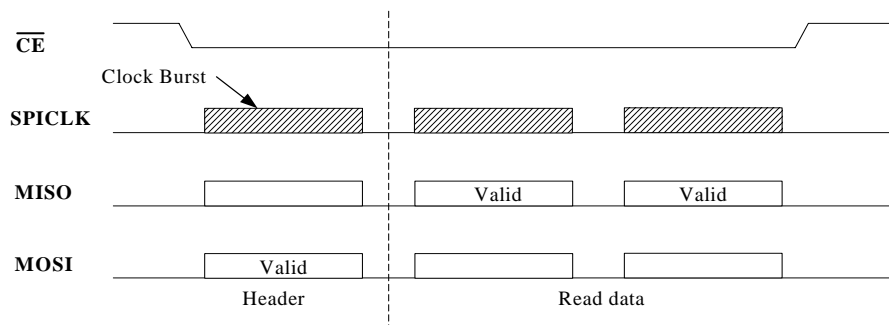 CE
Clock Burst
SPICLK
MISO
Valid
Valid
MOSI
Valid
Header
Read data